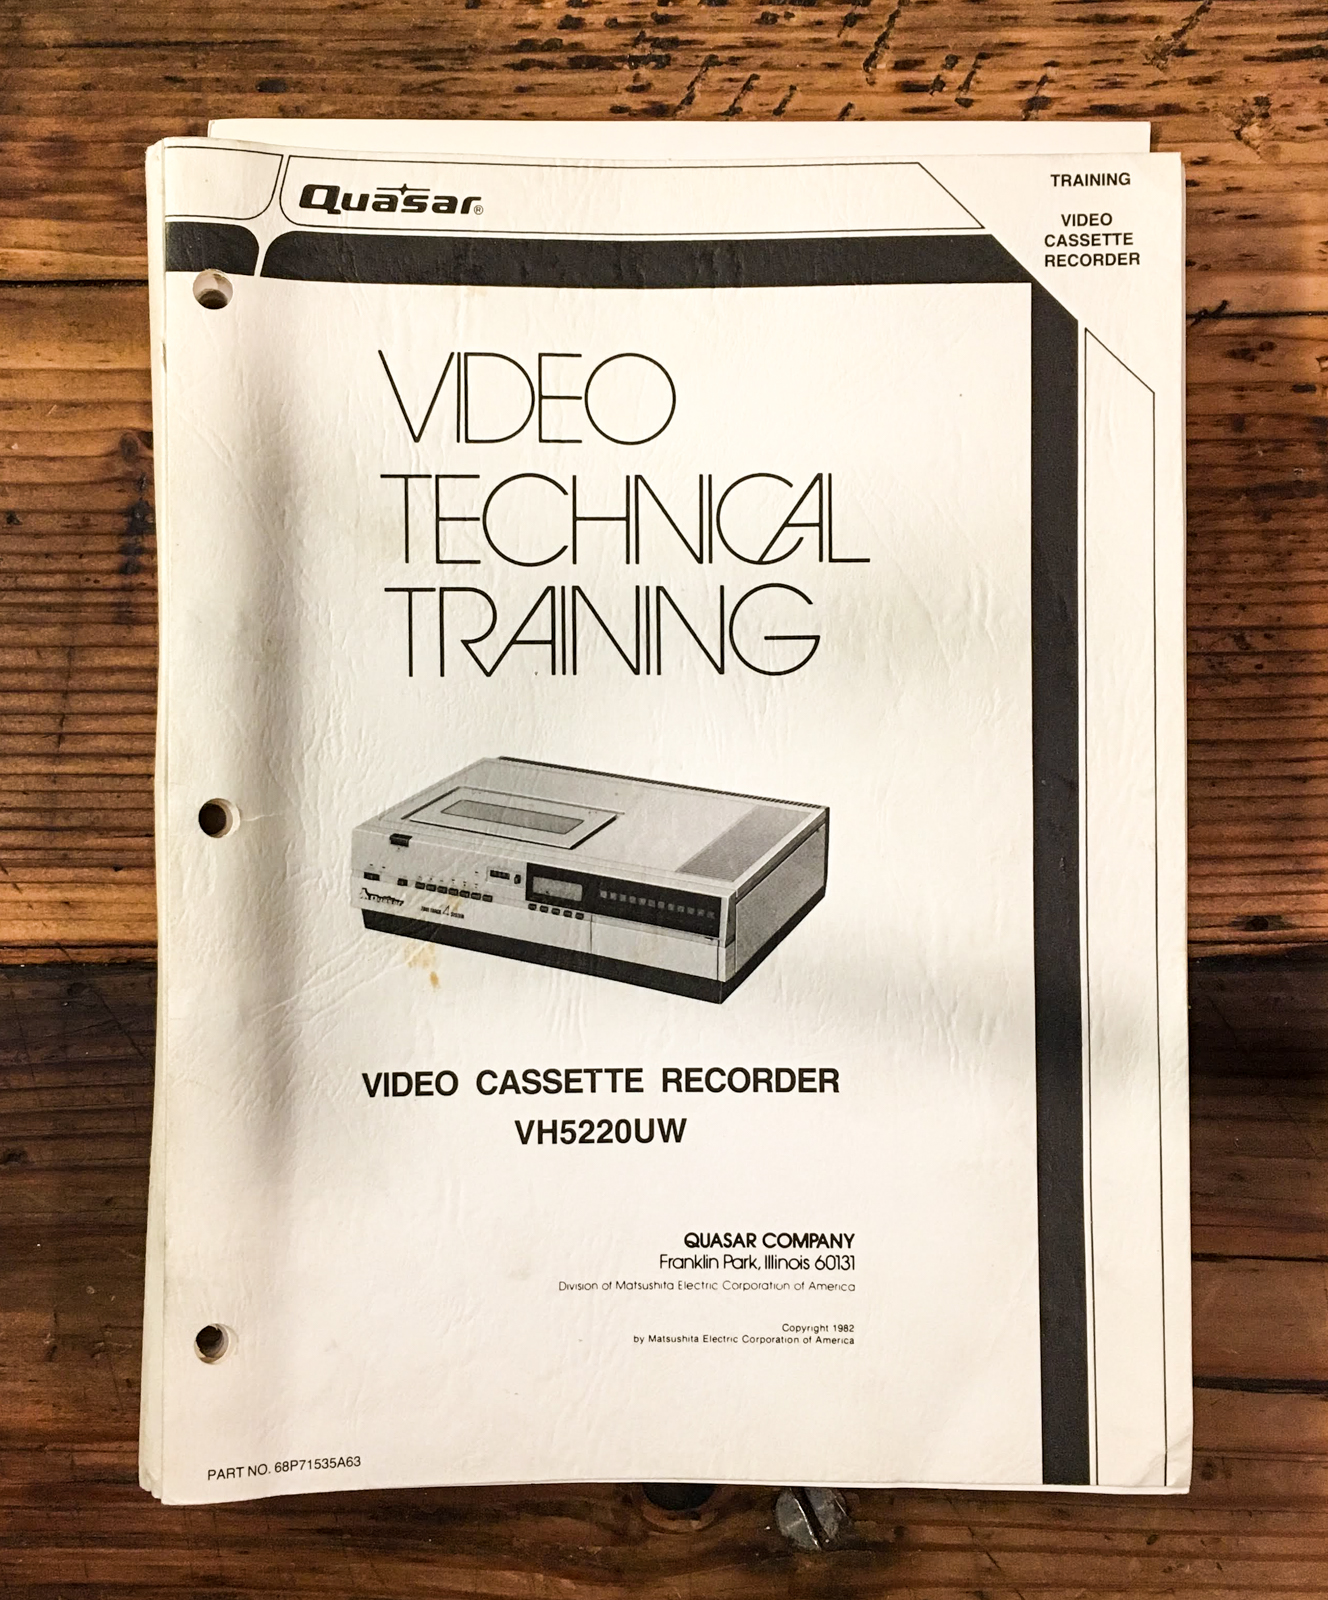 Quasar®
TRAINING
VIDEO
CASSETTE
RECORDER
VIDEO
TECHNICAL
TRAINING
Quasar
VIDEO CASSETTE RECORDER
VH5220UW
QUASAR COMPANY
Franklin Park, Illinois 60131
Division of Matsushita Electric Corporation of America
Copyright 1982
by Matsushita Electric Corporation of America
PART NO. 68P71535A63